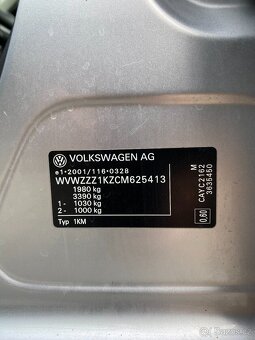 VOLKSWAGEN AG
e1*2001/116*0328
WVWZZZ1KZCM625413
1980 kg
3390 kg
1 - 1030 kg
2 - 1000 kg
Typ 1KM
M
CAYC2162
3635450
0,60